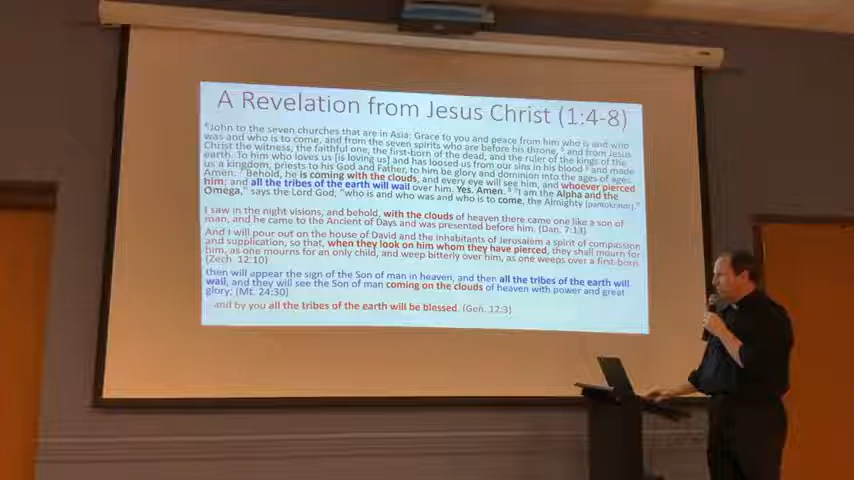 A Revelation from Jesus Christ (1:4-8)
4John to the seven churches that are in Asia: Grace to you and peace from him who is and who
was and who is to come, and from the seven spirits who are before his throne, 5 and from Jesus
Christ the witness, the faithful one, the first-born of the dead, and the ruler of the kings of the
earth. To him who loves us [is loving us] and has loosed us from our sins in his blood 6 and made
us a kingdom, priests to his God and Father, to him be glory and dominion into the ages of ages.
Amen. 7 Behold, he is coming with the clouds, and every eye will see him, and whoever pierced
him; and all the tribes of the earth will wail over him. Yes. Amen. 8 "I am the Alpha and the
Omega," says the Lord God, "who is and who was and who is to come, the Almighty [pantokrator]."
I saw in the night visions, and behold, with the clouds of heaven there came one like a son of
man, and he came to the Ancient of Days and was presented before him. (Dan. 7:13)
And I will pour out on the house of David and the inhabitants of Jerusalem a spirit of compassion
and supplication, so that, when they look on him whom they have pierced, they shall mourn for
him, as one mourns for an only child, and weep bitterly over him, as one weeps over a first-born.
(Zech. 12:10)
then will appear the sign of the Son of man in heaven, and then all the tribes of the earth will
wail, and they will see the Son of man coming on the clouds of heaven with power and great
glory; (Mt. 24:30)
and by you all the tribes of the earth will be blessed. (Gen. 12:3)